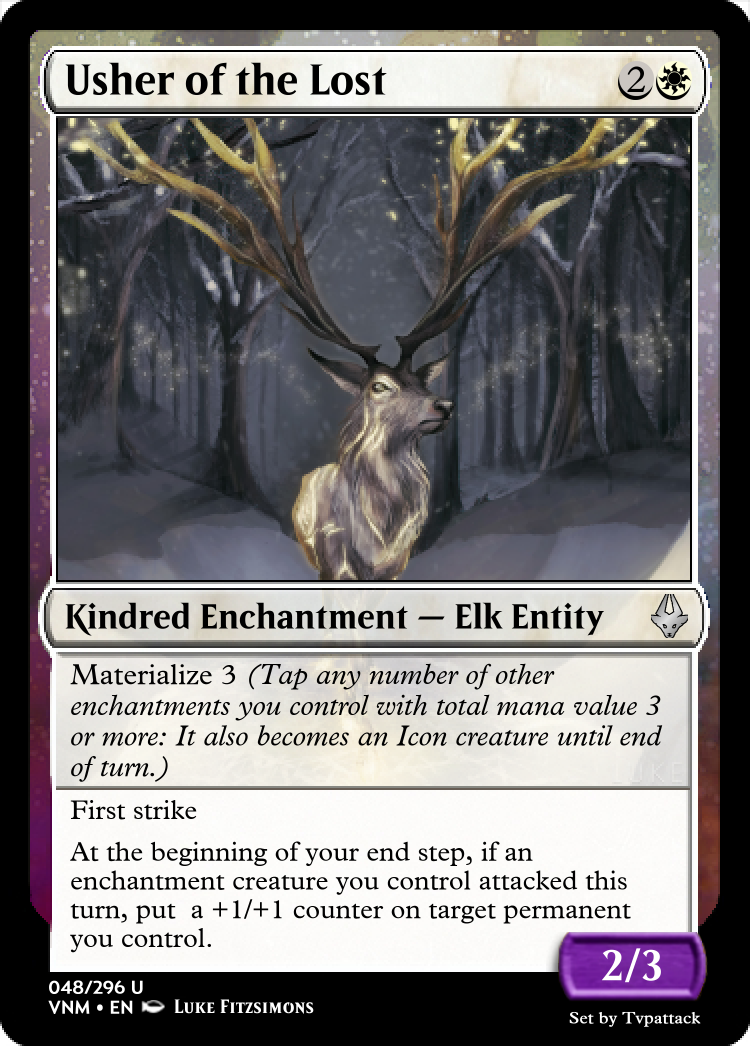 Usher of the Lost 2
Kindred Enchantment — Elk Entity
Materialize 3 (Tap any number of other
enchantments you control with total mana value 3
or more: It also becomes an Icon creature until end
of turn.)
First strike
At the beginning of your end step, if an
enchantment creature you control attacked this
turn, put  a +1/+1 counter on target permanent
you control.
2/3
048/296 U
VNM • EN Luke Fitzsimons
Set by Tvpattack